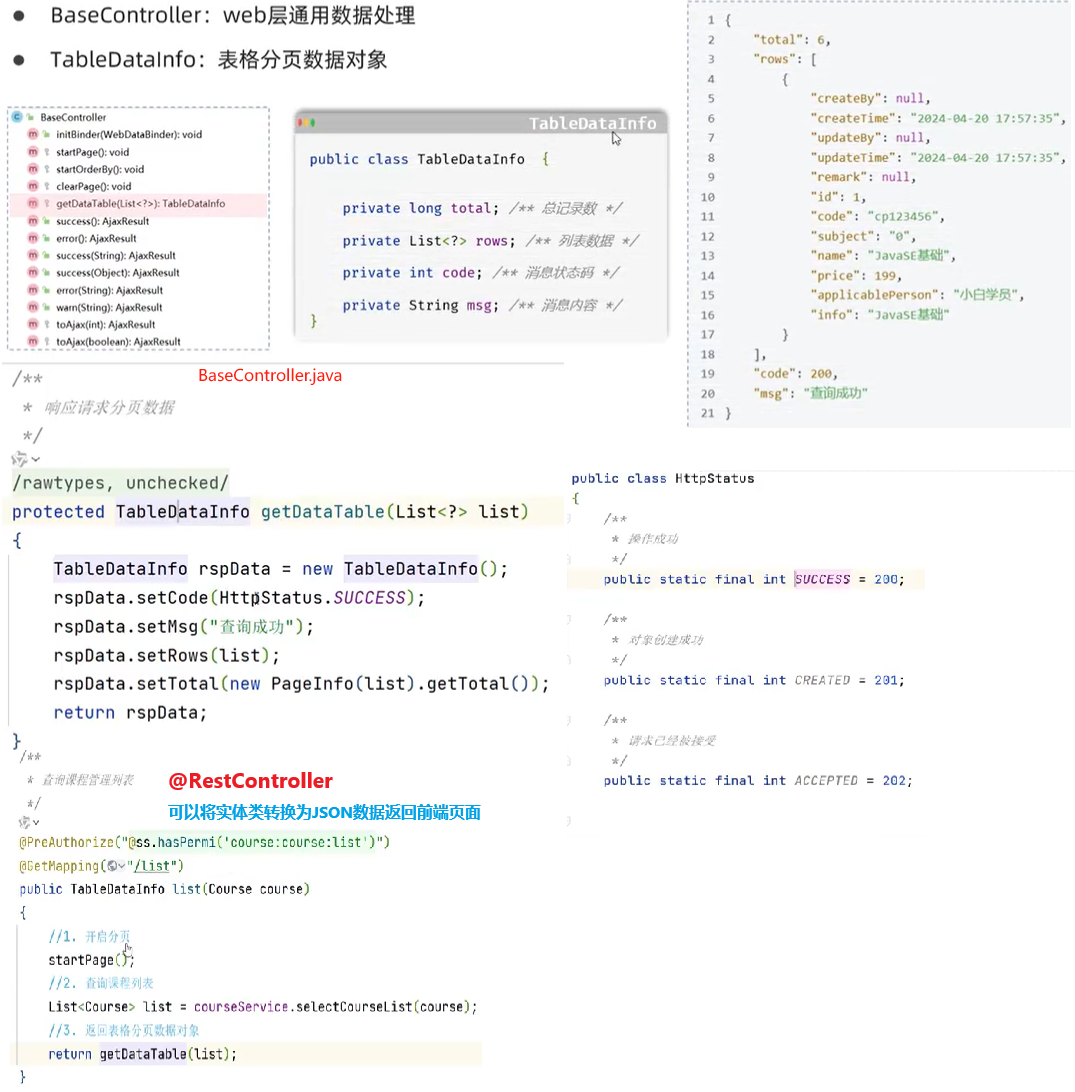 ● BaseController：web层通用数据处理
● TableDataInfo：表格分页数据对象
BaseController
initBinder(WebDataBinder): void
startPage(): void
startOrderBy(): void
clearPage(): void
getDataTable(List<?>): TableDataInfo
success(): AjaxResult
error(): AjaxResult
success(String): AjaxResult
success(Object): AjaxResult
error(String): AjaxResult
warn(String): AjaxResult
toAjax(int): AjaxResult
toAjax(boolean): AjaxResult
TableDataInfo
public class TableDataInfo {
private long total; /** 总记录数 */
private List<?> rows; /** 列表数据 */
private int code; /** 消息状态码 */
private String msg; /** 消息内容 */
}
1 {
2 "total": 6,
3 "rows": [
4 {
5 "createBy": null,
6 "createTime": "2024-04-20 17:57:35",
7 "updateBy": null,
8 "updateTime": "2024-04-20 17:57:35",
9 "remark": null,
10 "id": 1,
11 "code": "cp123456",
12 "subject": "0",
13 "name": "JavaSE基础",
14 "price": 199,
15 "applicablePerson": "小白学员",
16 "info": "JavaSE基础"
17 }
18 ],
19 "code": 200,
20 "msg": "查询成功"
21 }
BaseController.java
/**
* 响应请求分页数据
*/
/rawtypes, unchecked/
protected TableDataInfo getDataTable(List<?> list)
{
TableDataInfo rspData = new TableDataInfo();
rspData.setCode(HttpStatus.SUCCESS);
rspData.setMsg("查询成功");
rspData.setRows(list);
rspData.setTotal(new PageInfo(list).getTotal());
return rspData;
}
public class HttpStatus
{
/**
* 操作成功
*/
public static final int SUCCESS = 200;
/**
* 对象创建成功
*/
public static final int CREATED = 201;
/**
* 请求已经被接受
*/
public static final int ACCEPTED = 202;
/**
* 查询课程管理列表
*/
@RestController
可以将实体类转换为JSON数据返回前端页面
@PreAuthorize("@ss.hasPermi('course:course:list')")
@GetMapping("/list")
public TableDataInfo list(Course course)
{
//1. 开启分页
startPage();
//2. 查询课程列表
List<Course> list = courseService.selectCourseList(course);
//3. 返回表格分页数据对象
return getDataTable(list);
}